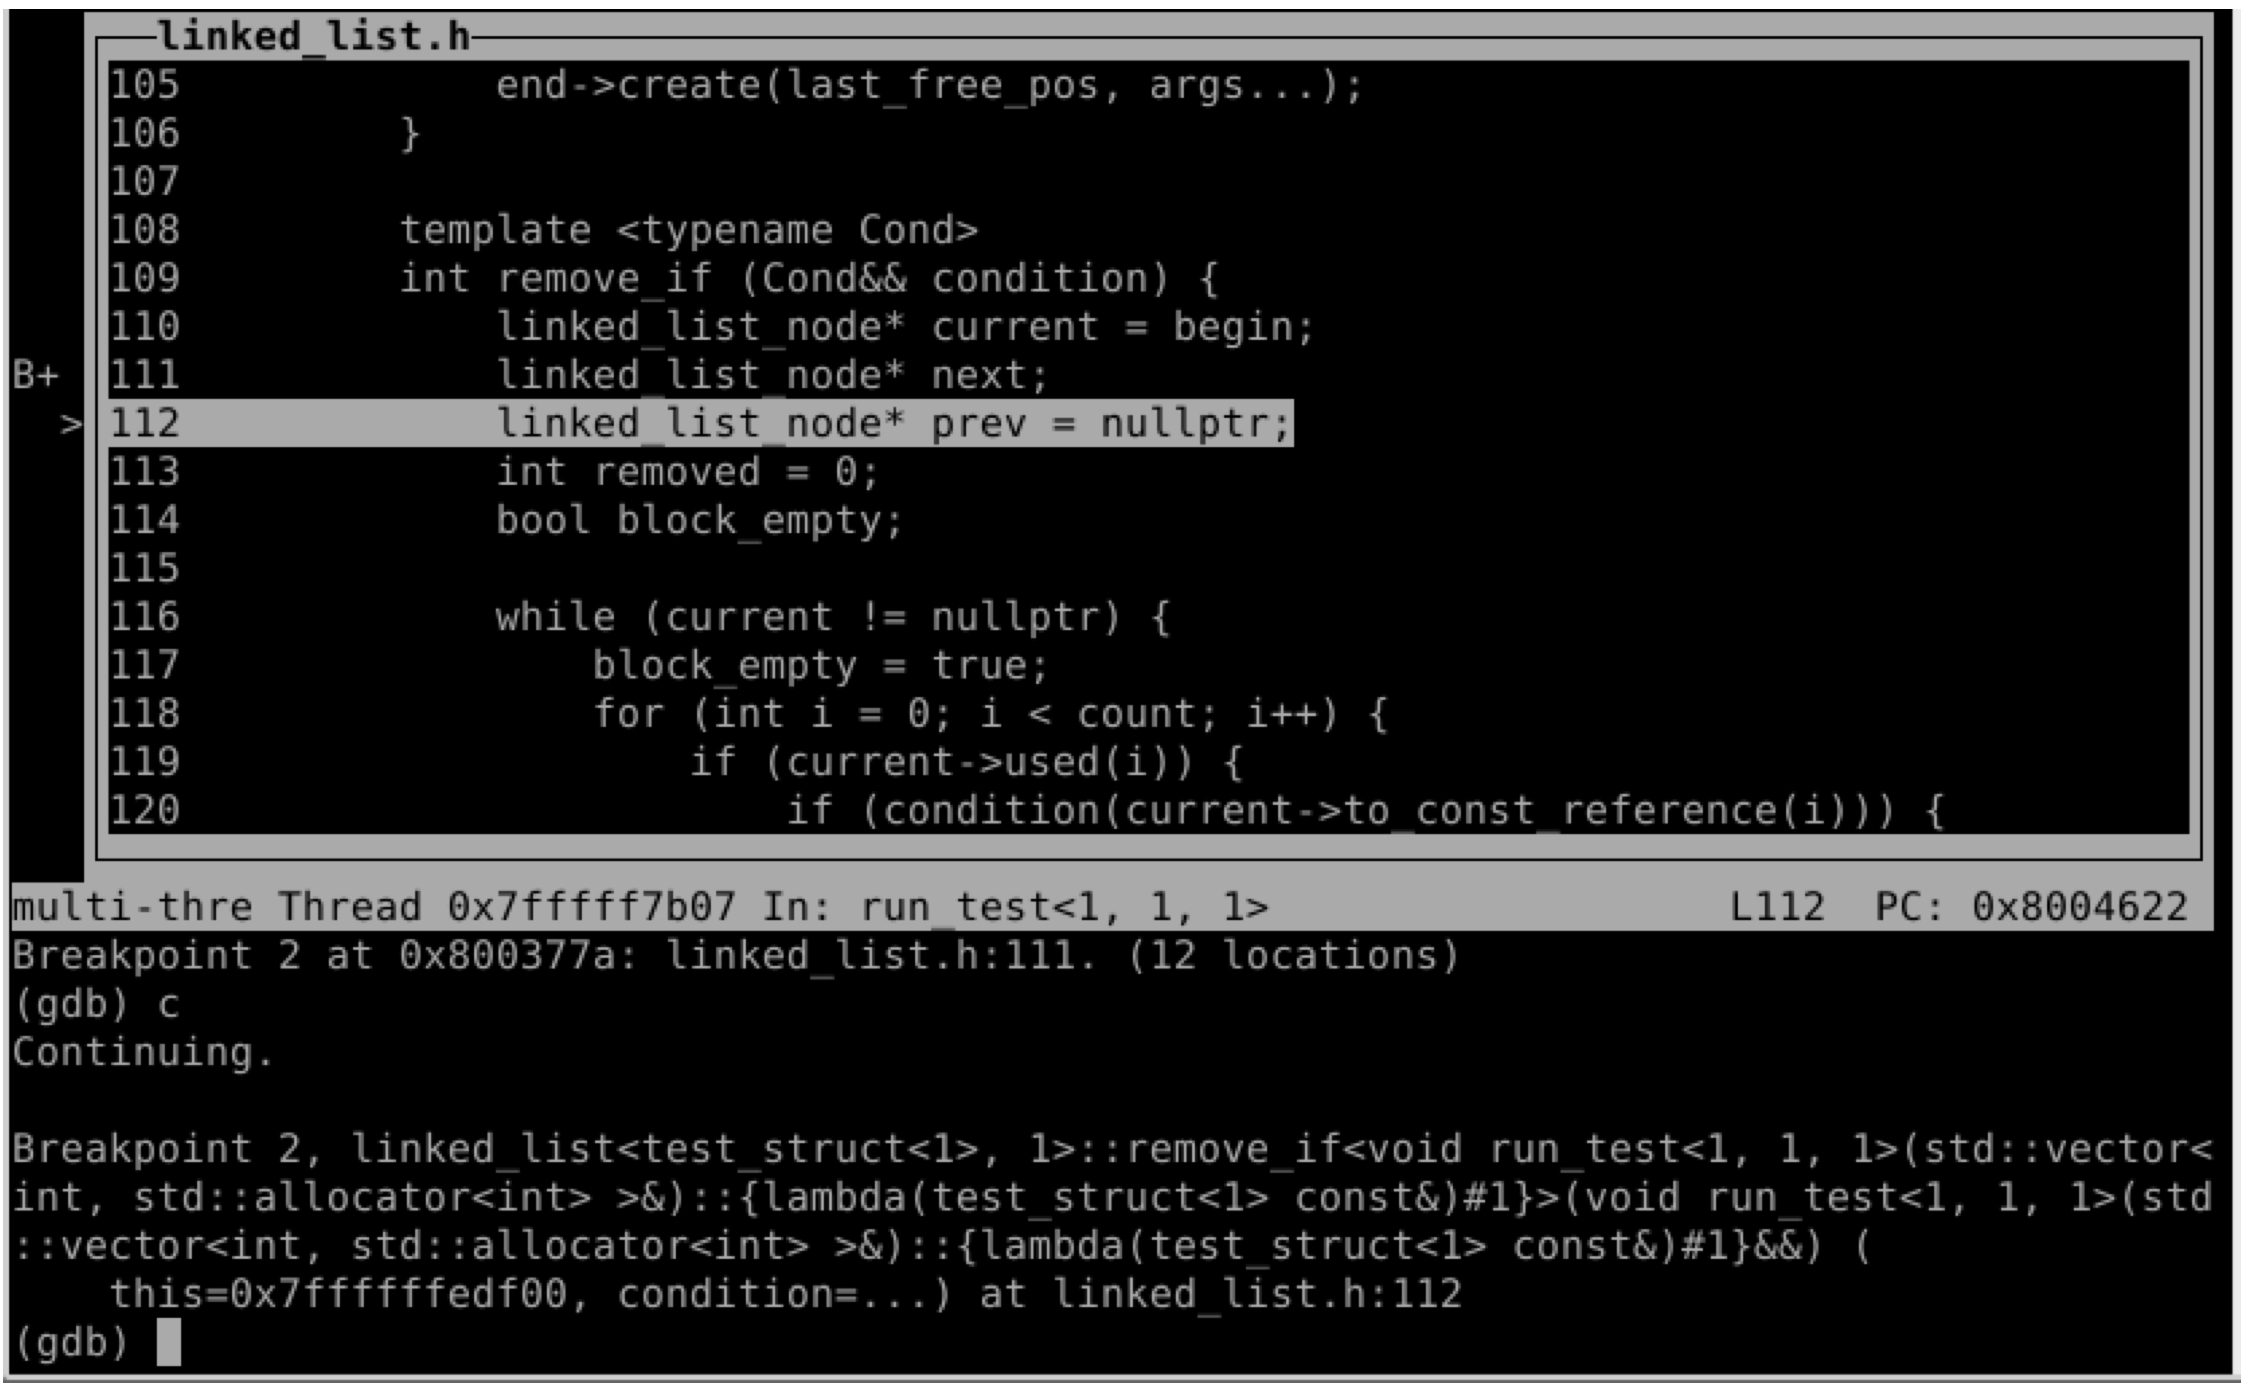 linked_list.h
105             end->create(last_free_pos, args...);
106         }
107
108         template <typename Cond>
109         int remove_if (Cond&& condition) {
110             linked_list_node* current = begin;
B+  111             linked_list_node* next;
>  112             linked_list_node* prev = nullptr;
113             int removed = 0;
114             bool block_empty;
115
116             while (current != nullptr) {
117                 block_empty = true;
118                 for (int i = 0; i < count; i++) {
119                     if (current->used(i)) {
120                         if (condition(current->to_const_reference(i))) {
multi-thre Thread 0x7fffff7b07 In: run_test<1, 1, 1>                   L112  PC: 0x8004622
Breakpoint 2 at 0x800377a: linked_list.h:111. (12 locations)
(gdb) c
Continuing.

Breakpoint 2, linked_list<test_struct<1>, 1>::remove_if<void run_test<1, 1, 1>(std::vector<
int, std::allocator<int> >&)::{lambda(test_struct<1> const&)#1}>(void run_test<1, 1, 1>(std
::vector<int, std::allocator<int> >&)::{lambda(test_struct<1> const&)#1}&&) (
    this=0x7ffffffedf00, condition=...) at linked_list.h:112
(gdb)